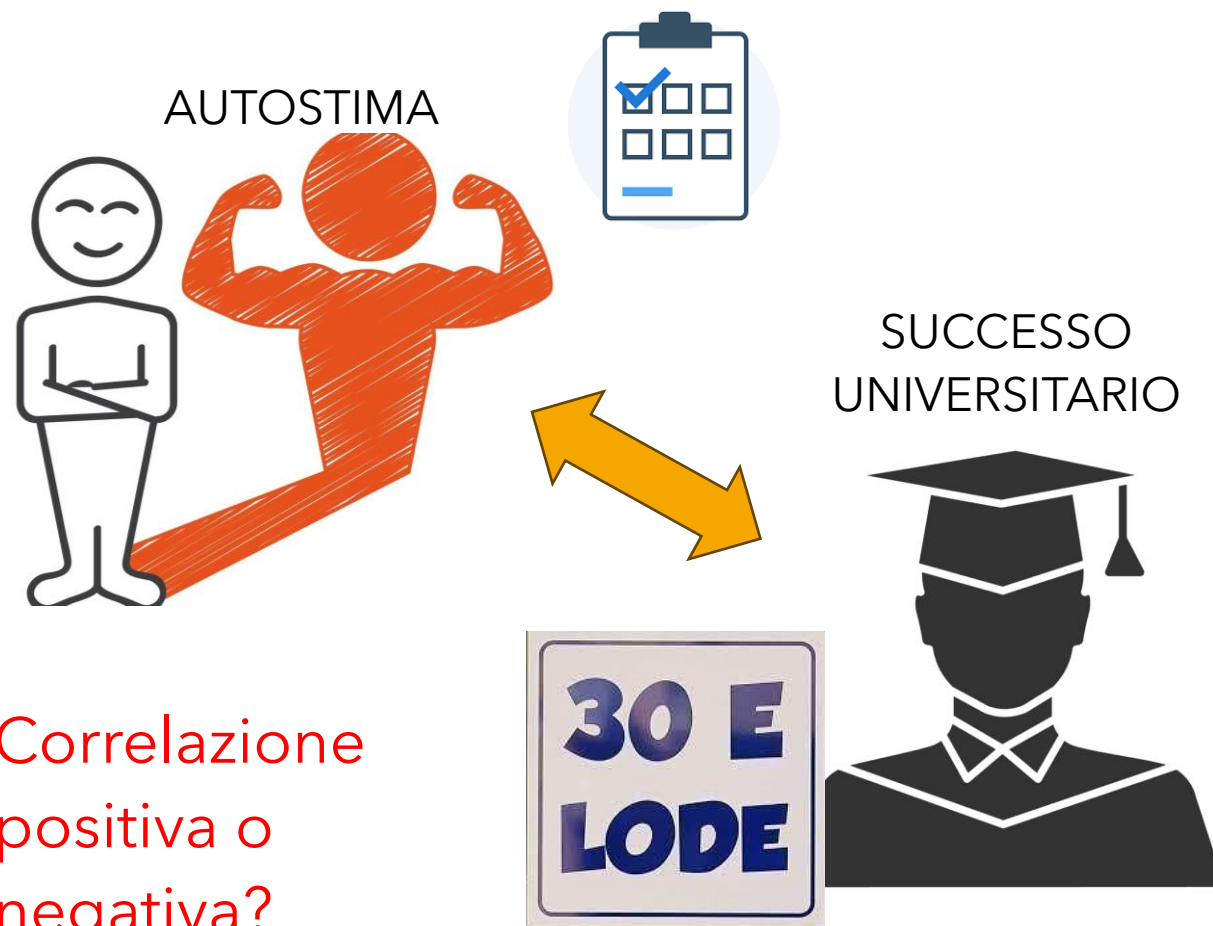 AUTOSTIMA
SUCCESSO
UNIVERSITARIO
Correlazione
positiva o
negativa?
30 E
LODE